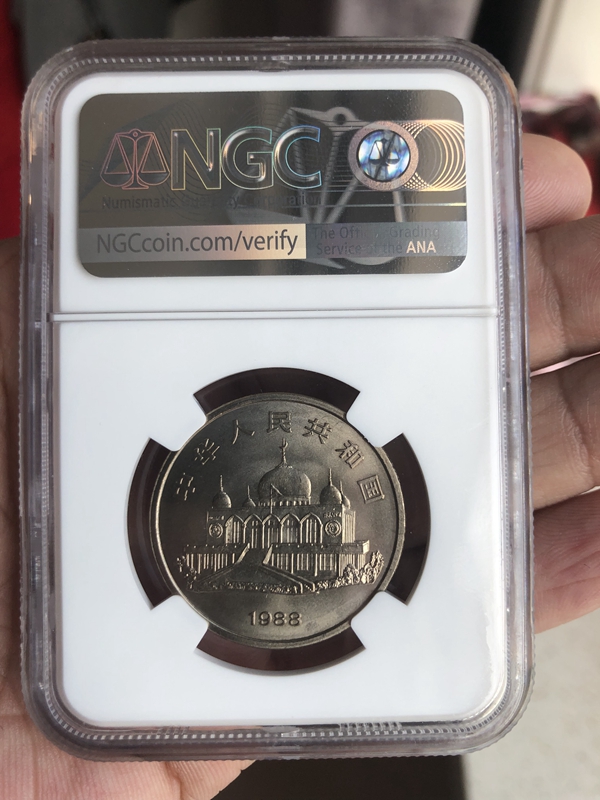 NGC
Numismatic
NGCcoin.com/verify
The Official Grading
Service of the ANA
中华人民共和国
1988